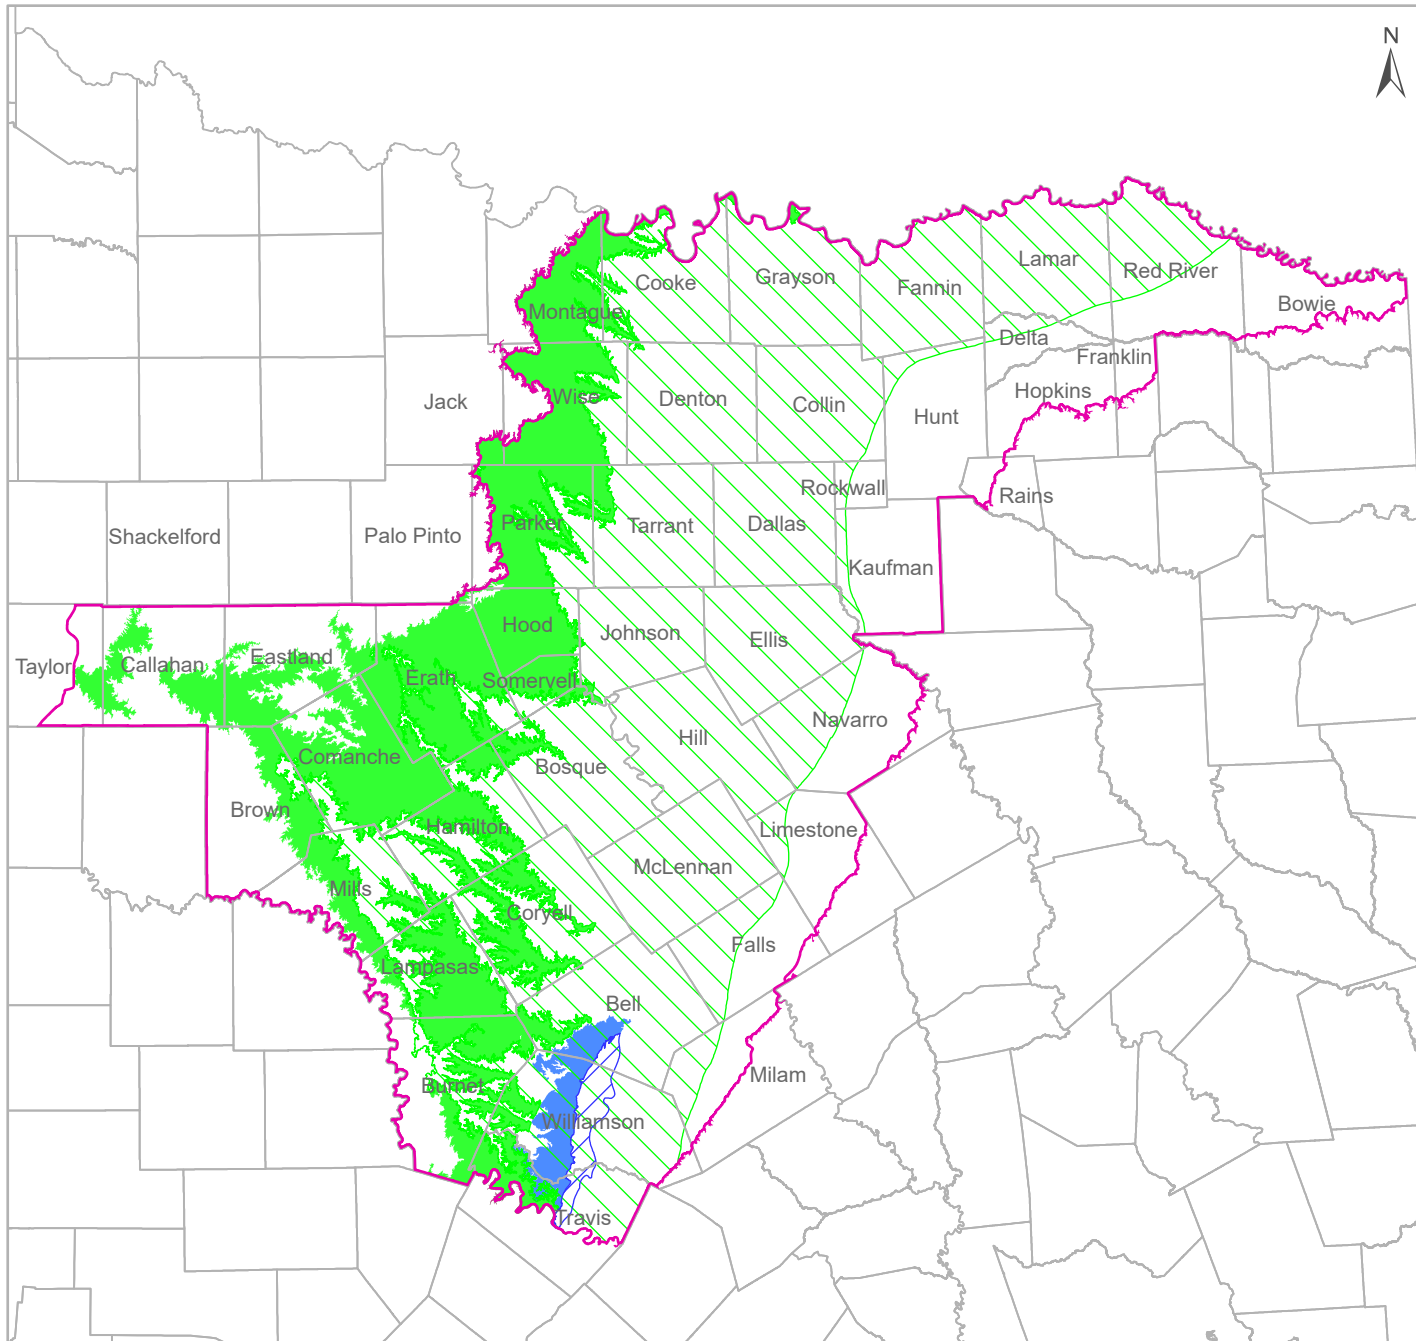 N
Lamar
Red River
Cooke
Grayson
Fannin
Bowie
Montague
Delta
Franklin
Jack
Wise
Denton
Collin
Hopkins
Hunt
Rockwall
Rains
Shackelford
Palo Pinto
Parker
Tarrant
Dallas
Kaufman
Hood
Johnson
Ellis
Taylor
Callahan
Eastland
Erath
Somervell
Navarro
Hill
Comanche
Bosque
Brown
Hamilton
Limestone
McLennan
Mills
Coryell
Falls
Lampasas
Bell
Burnet
Milam
Williamson
Travis